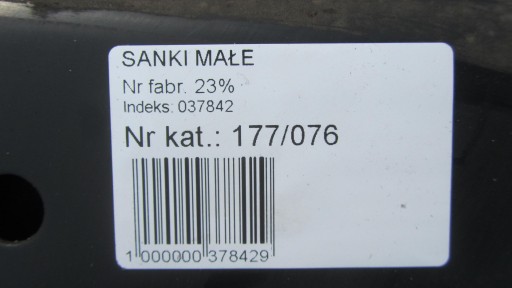 SANKI MAŁE
Nr fabr. 23%
Indeks: 037842
Nr kat.: 177/076
1 000000 378429